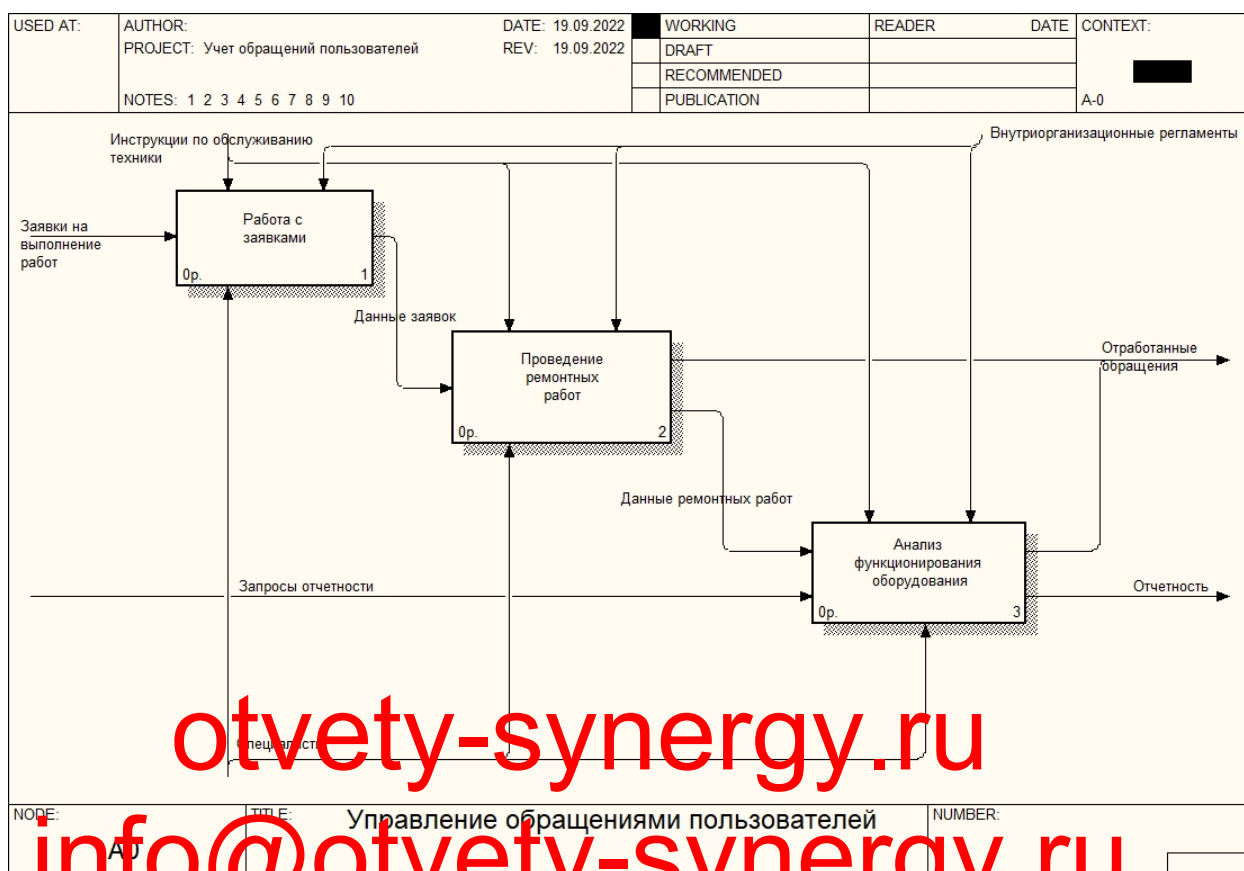 USED AT:
AUTHOR:
DATE: 19.09.2022
WORKING
READER
DATE
CONTEXT:
PROJECT: Учет обращений пользователей
REV: 19.09.2022
DRAFT
RECOMMENDED
NOTES: 1 2 3 4 5 6 7 8 9 10
PUBLICATION
A-0
Инструкции по обслуживанию
техники
Внутриорганизационные регламенты
Заявки на
выполнение
работ
Работа с
заявками
0р.
1
Данные заявок
Проведение
ремонтных
работ
0р.
2
Отработанные
обращения
Данные ремонтных работ
Анализ
функционирования
оборудования
0р.
3
Запросы отчетности
Отчетность
otvety-synergy.ru
NODE:
TITLE:
Управление обращениями пользователей
NUMBER:
A0
info@otvety-synergy.ru